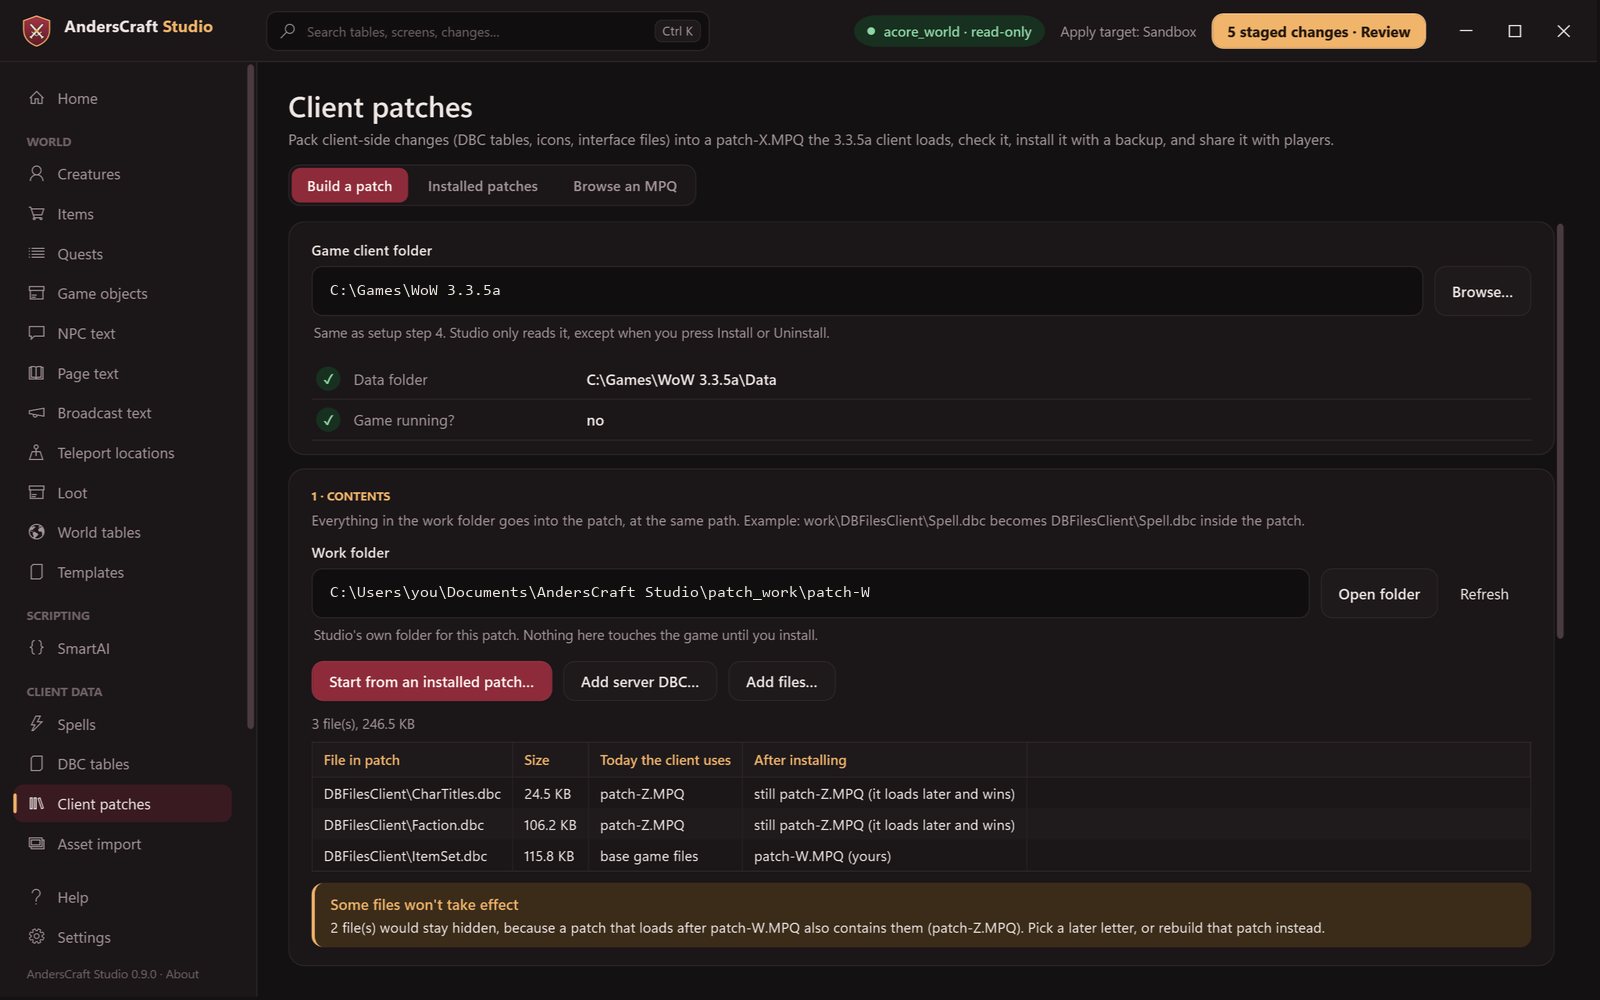 AndersCraft Studio
Search tables, screens, changes...
Ctrl K
acore_world · read-only
Apply target: Sandbox
5 staged changes · Review
Home
WORLD
Creatures
Items
Quests
Game objects
NPC text
Page text
Broadcast text
Teleport locations
Loot
World tables
Templates
SCRIPTING
SmartAI
CLIENT DATA
Spells
DBC tables
Client patches
Asset import
Help
Settings
AndersCraft Studio 0.9.0 · About
Client patches
Pack client-side changes (DBC tables, icons, interface files) into a patch-X.MPQ the 3.3.5a client loads, check it, install it with a backup, and share it with players.
Build a patch
Installed patches
Browse an MPQ
Game client folder
C:\Games\WoW 3.3.5a
Browse...
Same as setup step 4. Studio only reads it, except when you press Install or Uninstall.
Data folder
C:\Games\WoW 3.3.5a\Data
Game running?
no
1 · CONTENTS
Everything in the work folder goes into the patch, at the same path. Example: work\DBFilesClient\Spell.dbc becomes DBFilesClient\Spell.dbc inside the patch.
Work folder
C:\Users\you\Documents\AndersCraft Studio\patch_work\patch-W
Open folder
Refresh
Studio's own folder for this patch. Nothing here touches the game until you install.
Start from an installed patch...
Add server DBC...
Add files...
3 file(s), 246.5 KB
File in patch Size Today the client uses After installing
DBFilesClient\CharTitles.dbc 24.5 KB patch-Z.MPQ still patch-Z.MPQ (it loads later and wins)
DBFilesClient\Faction.dbc 106.2 KB patch-Z.MPQ still patch-Z.MPQ (it loads later and wins)
DBFilesClient\ItemSet.dbc 115.8 KB base game files patch-W.MPQ (yours)
Some files won't take effect
2 file(s) would stay hidden, because a patch that loads after patch-W.MPQ also contains them (patch-Z.MPQ). Pick a later letter, or rebuild that patch instead.